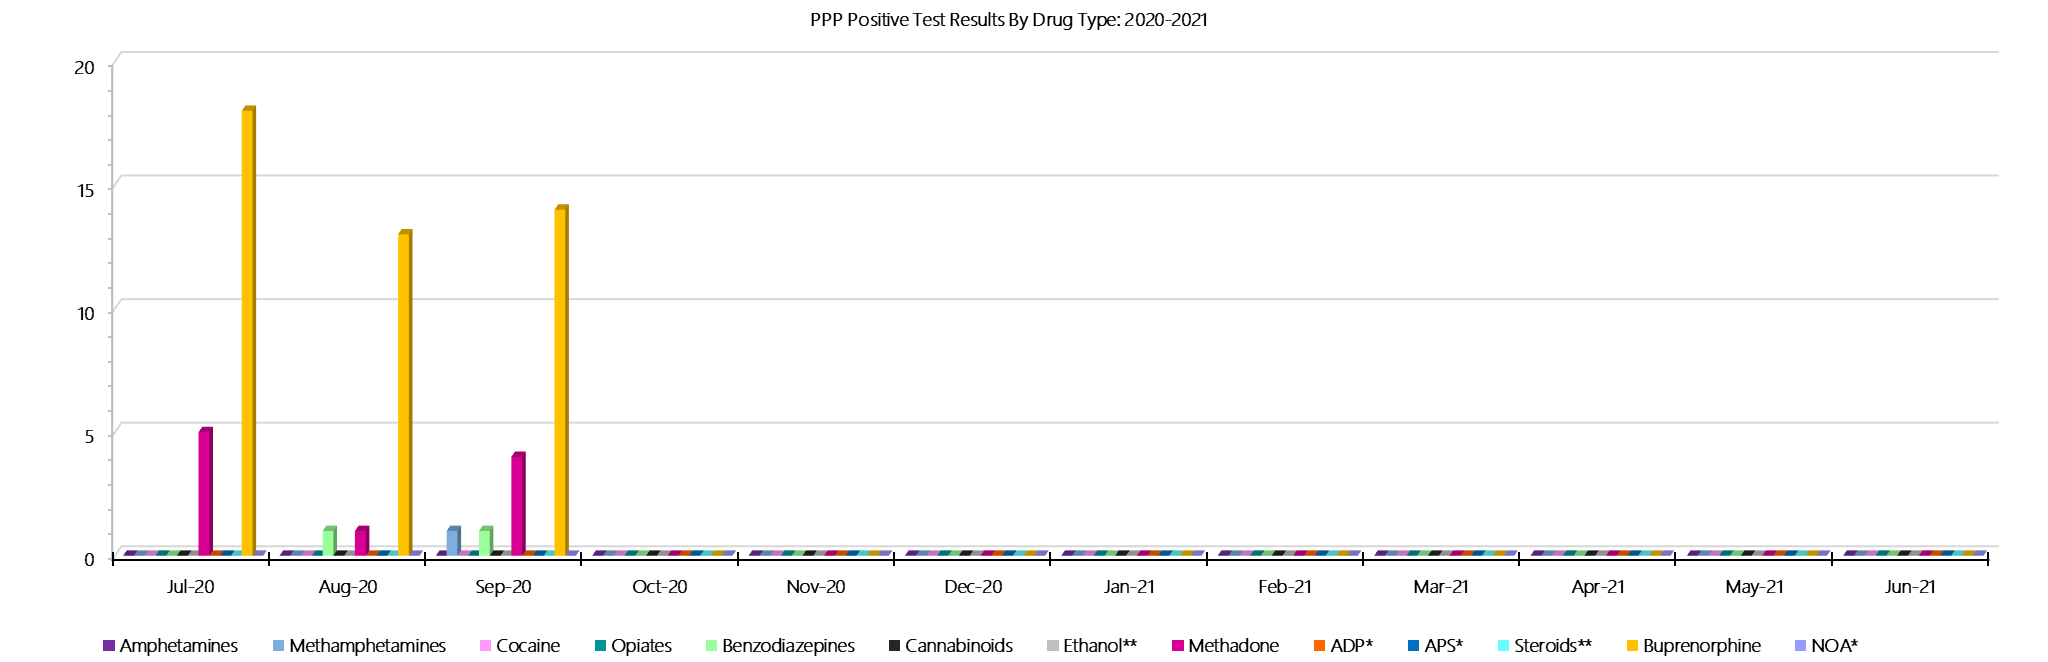 PPP Positive Test Results By Drug Type: 2020-2021
20
15
10
5
0
Jul-20 Aug-20 Sep-20 Oct-20 Nov-20 Dec-20 Jan-21 Feb-21 Mar-21 Apr-21 May-21 Jun-21
Amphetamines Methamphetamines Cocaine Opiates Benzodiazepines Cannabinoids Ethanol** Methadone ADP* APS* Steroids** Buprenorphine NOA*